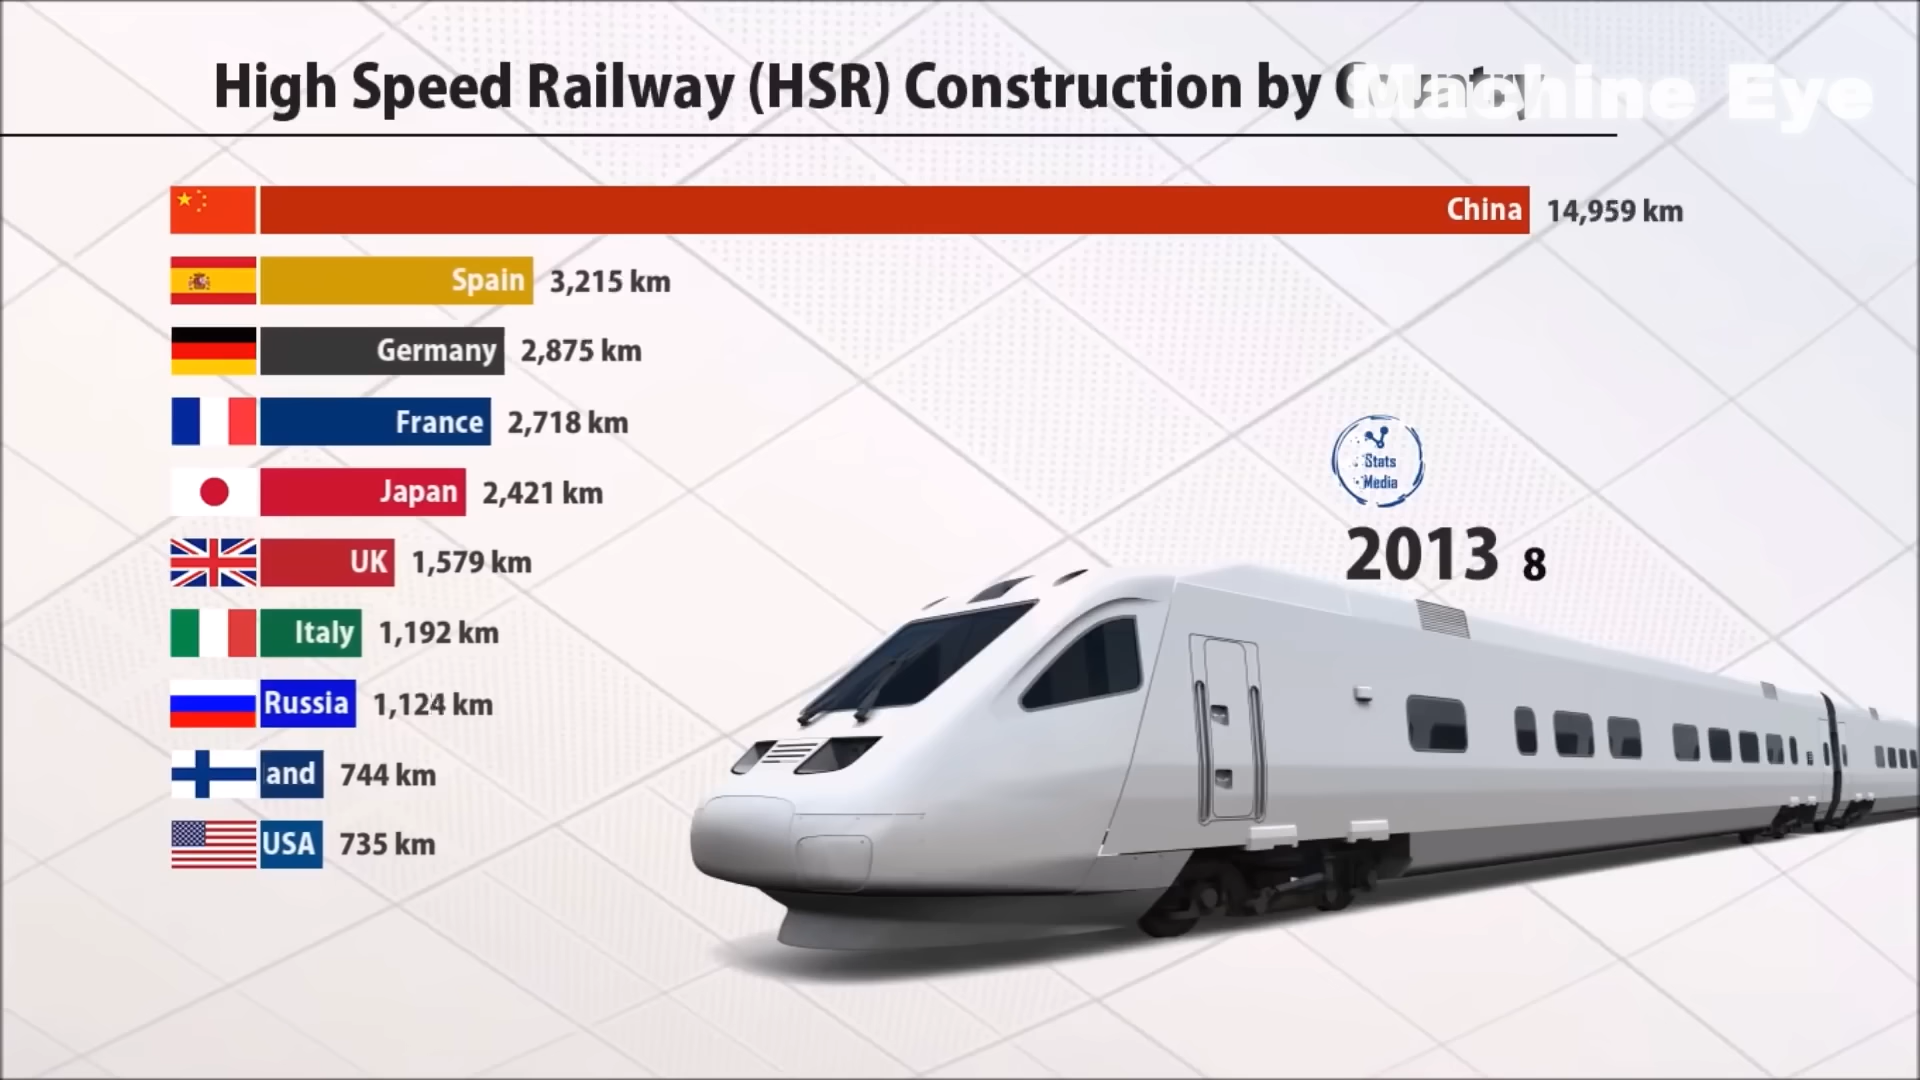 High Speed Railway (HSR) Construction by Country
Machine Eye
China 14,959 km
Spain 3,215 km
Germany 2,875 km
France 2,718 km
Japan 2,421 km
UK 1,579 km
Italy 1,192 km
Russia 1,124 km
and 744 km
USA 735 km
Stats
Media
2013 8